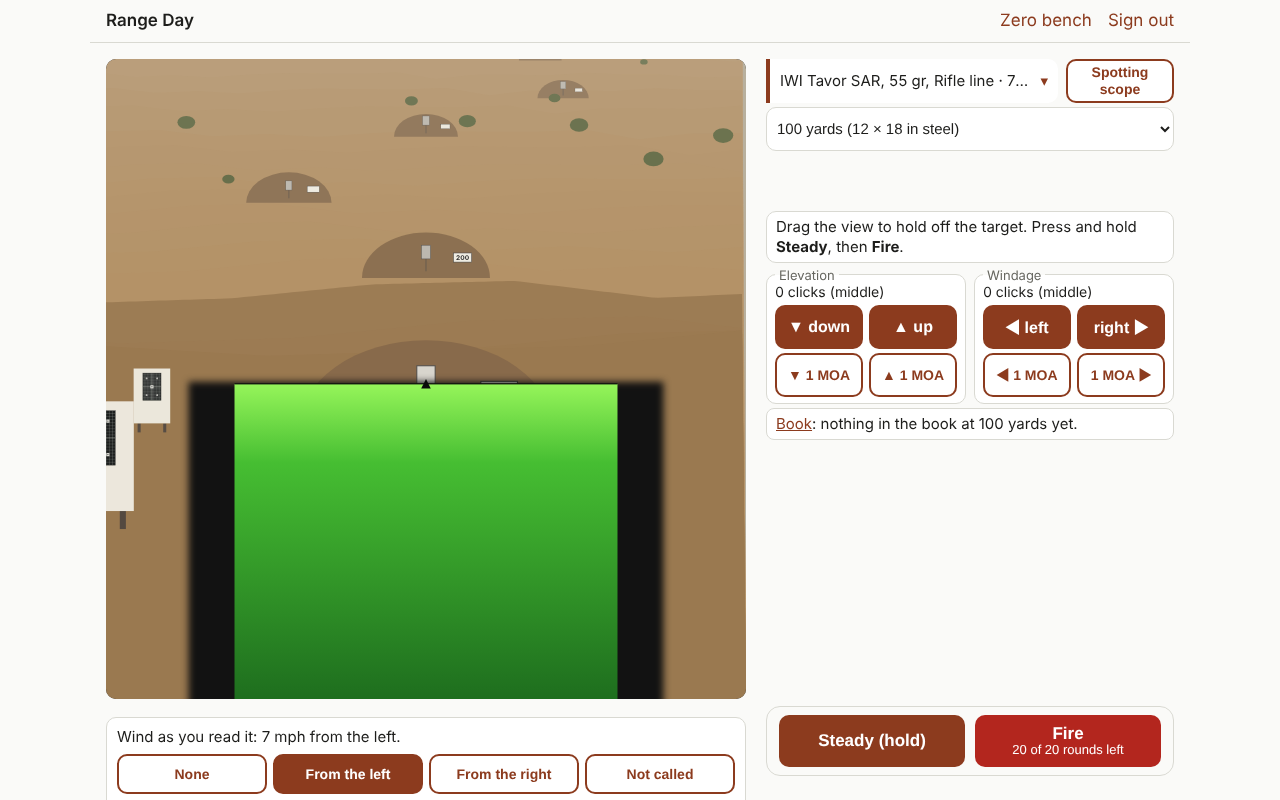 Range Day
Zero bench
Sign out
200
IWI Tavor SAR, 55 gr, Rifle line · 7... ▾
Spotting
scope
100 yards (12 × 18 in steel)
Drag the view to hold off the target. Press and hold
Steady, then Fire.
Elevation
0 clicks (middle)
▼ down
▲ up
▼ 1 MOA
▲ 1 MOA
Windage
0 clicks (middle)
◀ left
right ▶
◀ 1 MOA
1 MOA ▶
Book: nothing in the book at 100 yards yet.
Steady (hold)
Fire
20 of 20 rounds left
Wind as you read it: 7 mph from the left.
None
From the left
From the right
Not called